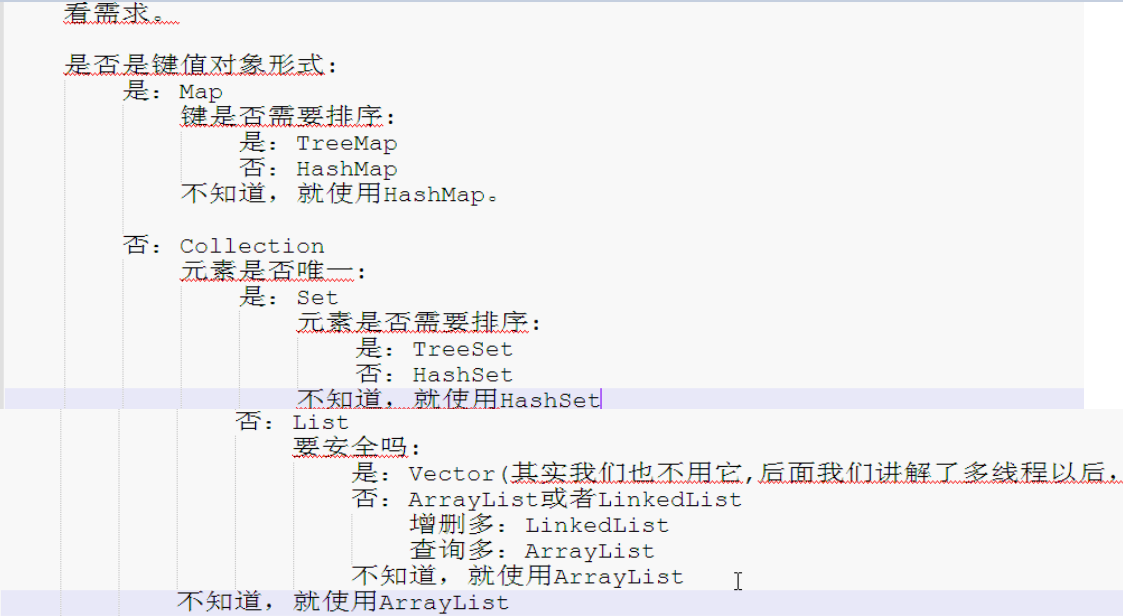 看需求。
是否是键值对象形式:
是: Map
键是否需要排序:
是: TreeMap
否: HashMap
不知道, 就使用HashMap。
否: Collection
元素是否唯一:
是: Set
元素是否需要排序:
是: TreeSet
否: HashSet
不知道, 就使用HashSet
否: List
要安全吗:
是: Vector(其实我们也不用它,后面我们讲解了多线程以后,
否: ArrayList或者LinkedList
增删多: LinkedList
查询多: ArrayList
不知道, 就使用ArrayList
不知道, 就使用ArrayList